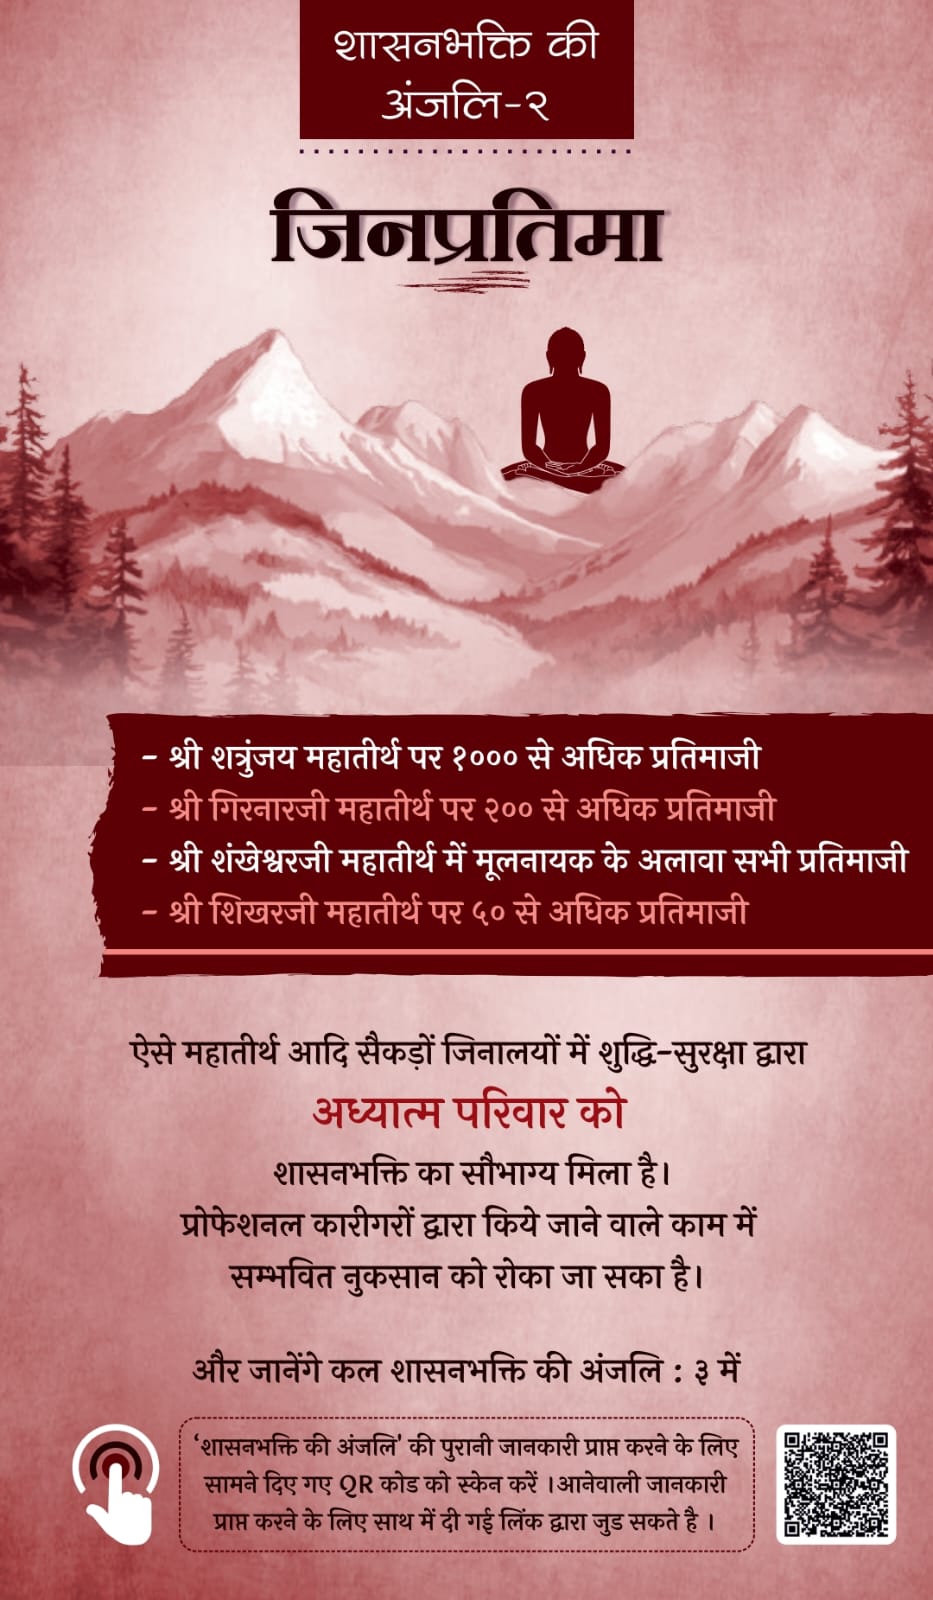 शासनभक्ति की
अंजलि-२
जिनप्रतिमा
- श्री शत्रुंजय महातीर्थ पर १००० से अधिक प्रतिमाजी
- श्री गिरनारजी महातीर्थ पर २०० से अधिक प्रतिमाजी
- श्री शंखेश्वरजी महातीर्थ में मूलनायक के अलावा सभी प्रतिमाजी
- श्री शिखरजी महातीर्थ पर ५० से अधिक प्रतिमाजी
ऐसे महातीर्थ आदि सैकड़ों जिनालयों में शुद्धि-सुरक्षा द्वारा
अध्यात्म परिवार को
शासनभक्ति का सौभाग्य मिला है।
प्रोफेशनल कारीगरों द्वारा किये जाने वाले काम में
सम्भवित नुकसान को रोका जा सका है।
और जानेंगे कल शासनभक्ति की अंजलि : ३ में
‘शासनभक्ति की अंजलि' की पुरानी जानकारी प्राप्त करने के लिए
सामने दिए गए QR कोड को स्केन करें ।आनेवाली जानकारी
प्राप्त करने के लिए साथ में दी गई लिंक द्वारा जुड सकते है ।